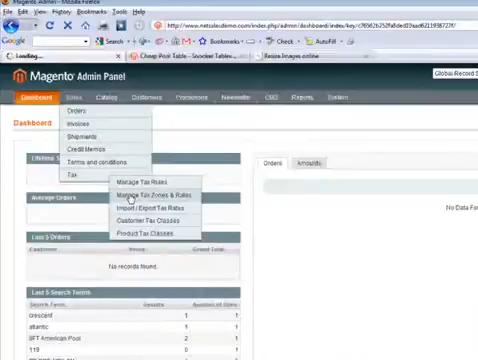 Magento Admin - Mozilla Firefox
File Edit View History Bookmarks Tools Help
http://www.netsalesdemo.com/index.php/admin/dashboard/index/key/
Google Search Bookmarks Check AutoFill
Loading... Cheap Pool Table - Snooker Tables... Resize Images online
Magento Admin Panel
Global Record S
Dashboard Sales Catalog Customers Promotions Newsletter CMS Reports System
Orders
Invoices
Shipments
Credit Memos
Terms and conditions
Tax
Manage Tax Rules
Manage Tax Zones & Rates
Import / Export Tax Rates
Customer Tax Classes
Product Tax Classes
Dashboard
Lifetime S
Average Orders
Last 5 Orders
Customer Items Grand Total
No records found.
Last 5 Search Terms
Search Term Results Number of Uses
crescent 1 1
atlantic 1 1
8FT American Pool 2 1
119 0 1
Orders Amounts
No Data Fo